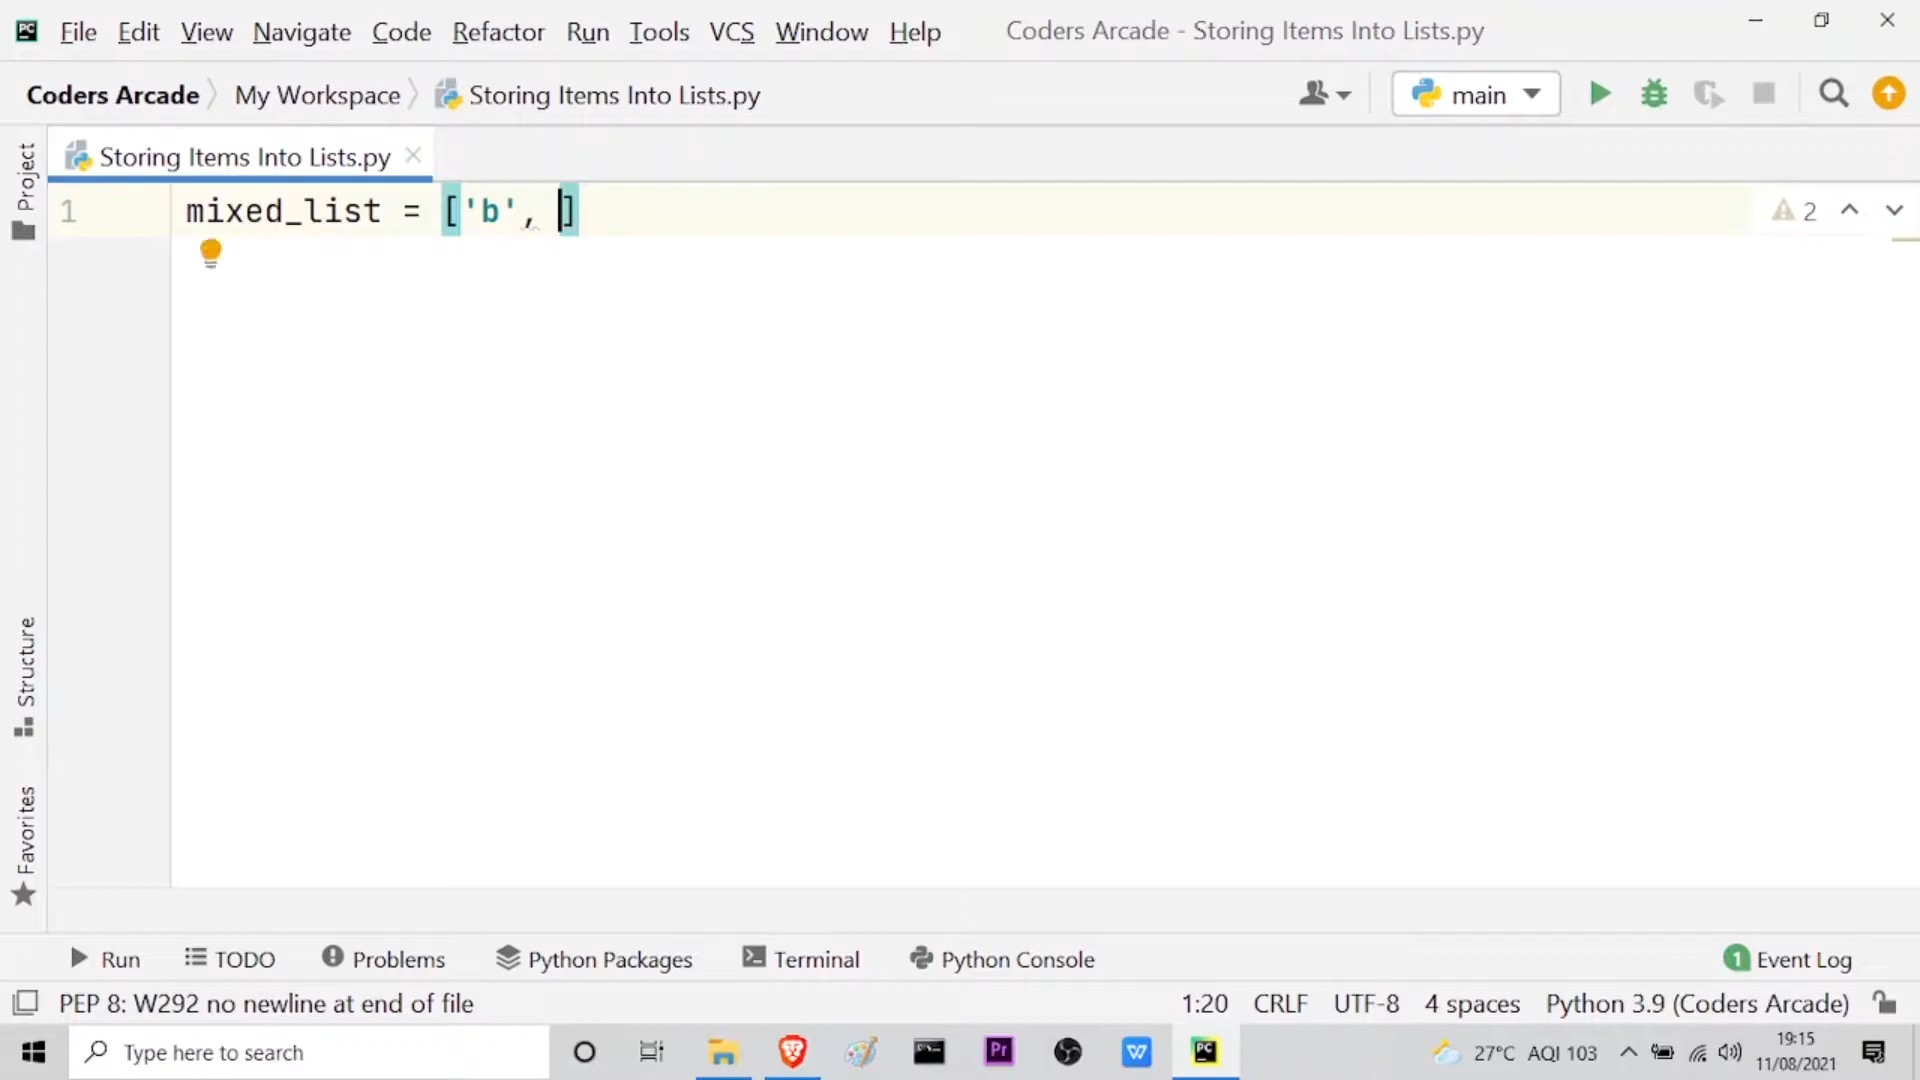 PC File Edit View Navigate Code Refactor Run Tools VCS Window Help Coders Arcade - Storing Items Into Lists.py
Coders Arcade My Workspace Storing Items Into Lists.py main
Storing Items Into Lists.py
Project
1 mixed_list = ['b', ] 2
Structure
Favorites
Run TODO Problems Python Packages Terminal Python Console 1 Event Log
PEP 8: W292 no newline at end of file 1:20 CRLF UTF-8 4 spaces Python 3.9 (Coders Arcade)
Type here to search Pr W PC 27°C AQI 103 19:15
11/08/2021